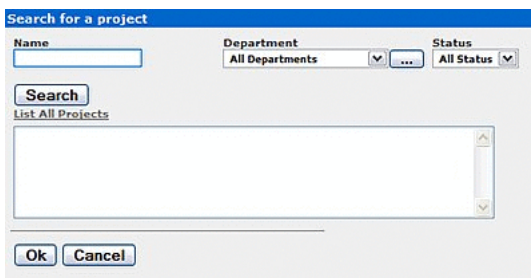 Search for a project
Name Department Status
All Departments ... All Status
Search
List All Projects
Ok Cancel